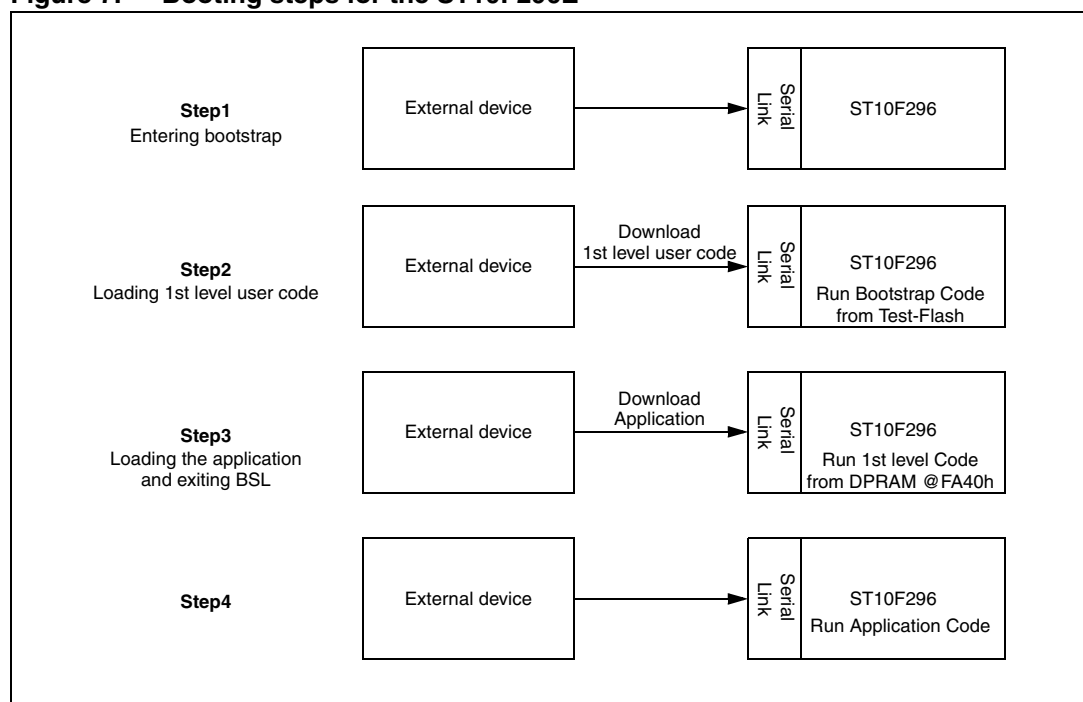 Step1
Entering bootstrap
External device
Serial
Link
ST10F296
Step2
Loading 1st level user code
External device
Download
1st level user code
Serial
Link
ST10F296
Run Bootstrap Code
from Test-Flash
Step3
Loading the application
and exiting BSL
External device
Download
Application
Serial
Link
ST10F296
Run 1st level Code
from DPRAM @FA40h
Step4
External device
Serial
Link
ST10F296
Run Application Code